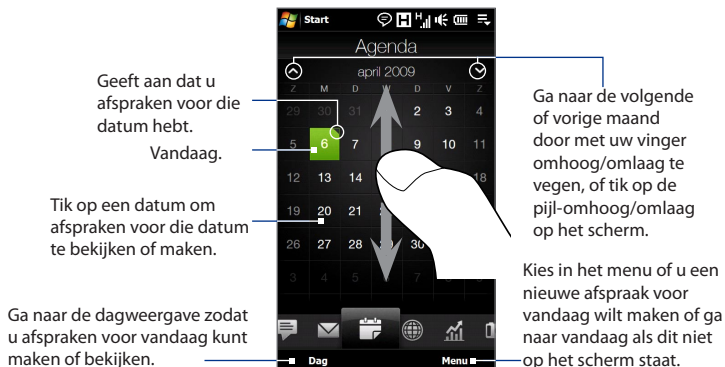 Start
Agenda
april 2009
Z M D W D V Z
29 30 31 2 3 4
5 6 7 9 10 11
12 13 14 18
19 20 21
26 27 28 30
3 4 5
Geeft aan dat u
afspraken voor die
datum hebt.
Vandaag.
Tik op een datum om
afspraken voor die datum
te bekijken of maken.
Ga naar de dagweergave zodat
u afspraken voor vandaag kunt
maken of bekijken.
Dag
Menu
Ga naar de volgende
of vorige maand
door met uw vinger
omhoog/omlaag te
vegen, of tik op de
pijl-omhoog/omlaag
op het scherm.
Kies in het menu of u een
nieuwe afspraak voor
vandaag wilt maken of ga
naar vandaag als dit niet
op het scherm staat.